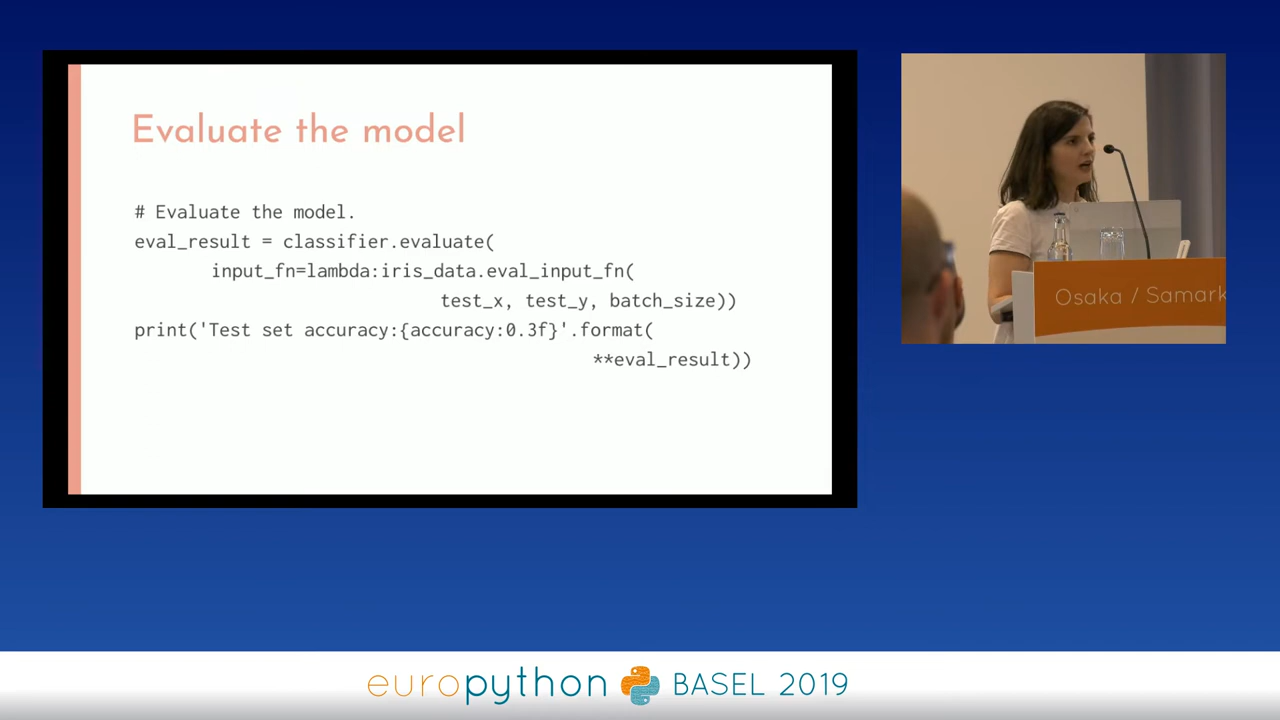 Evaluate the model
# Evaluate the model.
eval_result = classifier.evaluate(
input_fn=lambda:iris_data.eval_input_fn(
test_x, test_y, batch_size))
print('Test set accuracy:{accuracy:0.3f}'.format(
**eval_result))
Osaka / Samark
europython BASEL 2019